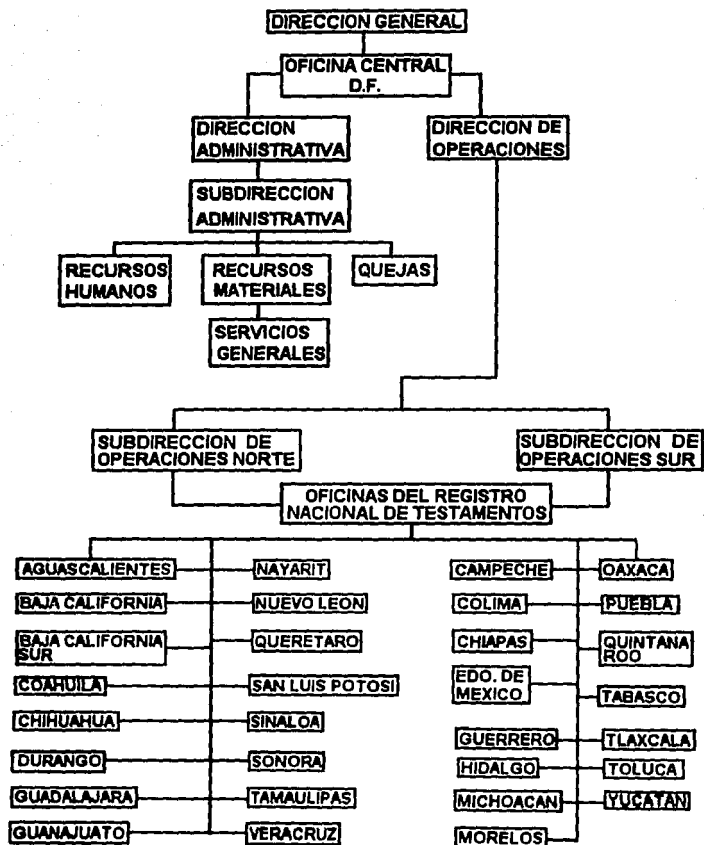 DIRECCION GENERAL
OFICINA CENTRAL
D.F.
DIRECCION
ADMINISTRATIVA
DIRECCION DE
OPERACIONES
SUBDIRECCION
ADMINISTRATIVA
RECURSOS
HUMANOS
RECURSOS
MATERIALES
QUEJAS
SERVICIOS
GENERALES
SUBDIRECCION DE
OPERACIONES NORTE
SUBDIRECCION DE
OPERACIONES SUR
OFICINAS DEL REGISTRO
NACIONAL DE TESTAMENTOS
AGUASCALIENTES
BAJA CALIFORNIA
BAJA CALIFORNIA
SUR
COAHUILA
CHIHUAHUA
DURANGO
GUADALAJARA
GUANAJUATO
NAYARIT
NUEVO LEON
QUERETARO
SAN LUIS POTOSI
SINALOA
SONORA
TAMAULIPAS
VERACRUZ
CAMPECHE
COLIMA
CHIAPAS
EDO. DE
MEXICO
GUERRERO
HIDALGO
MICHOACAN
MORELOS
OAXACA
PUEBLA
QUINTANA
ROO
TABASCO
TLAXCALA
TOLUCA
YUCATAN